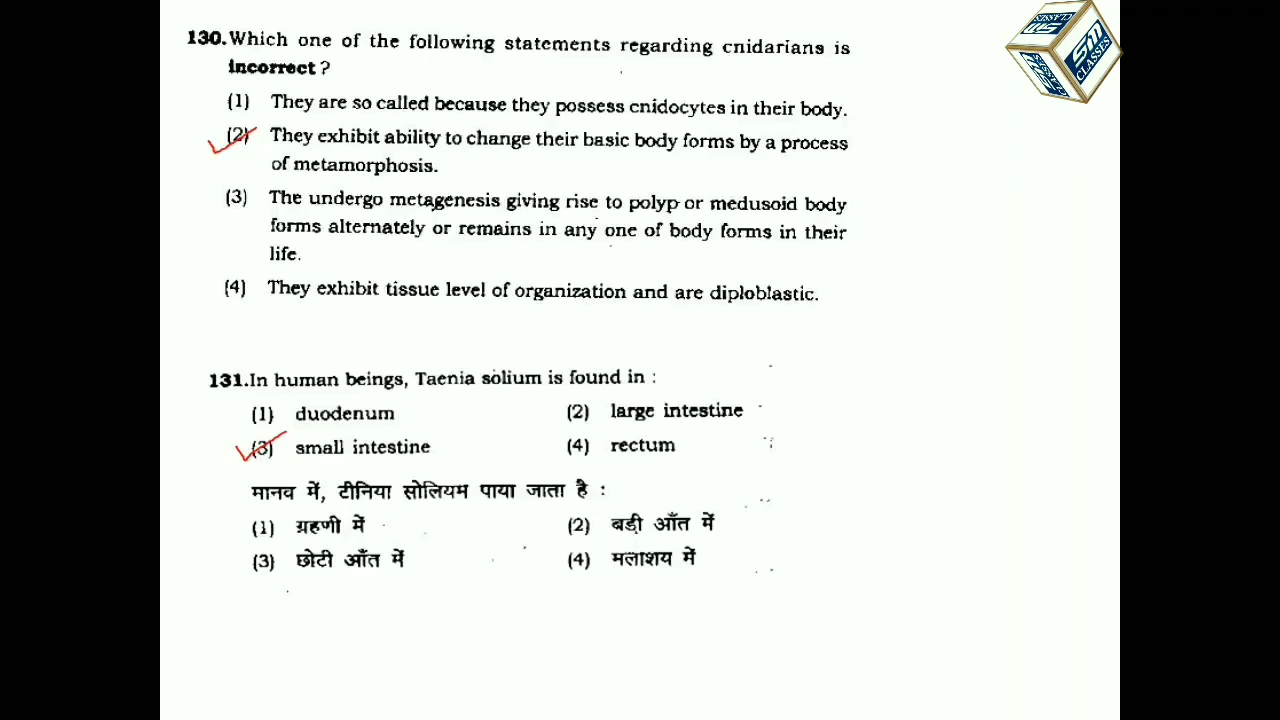 130. Which one of the following statements regarding cnidarians is
incorrect ?
(1) They are so called because they possess cnidocytes in their body.
(2) They exhibit ability to change their basic body forms by a process
of metamorphosis.
(3) The undergo metagenesis giving rise to polyp or medusoid body
forms alternately or remains in any one of body forms in their
life.
(4) They exhibit tissue level of organization and are diploblastic.
131. In human beings, Taenia solium is found in :
(1) duodenum (2) large intestine
(3) small intestine (4) rectum
मानव में, टीनिया सोलियम पाया जाता है :
(1) ग्रहणी में (2) बड़ी आँत में
(3) छोटी आँत में (4) मलाशय में
CLASSES